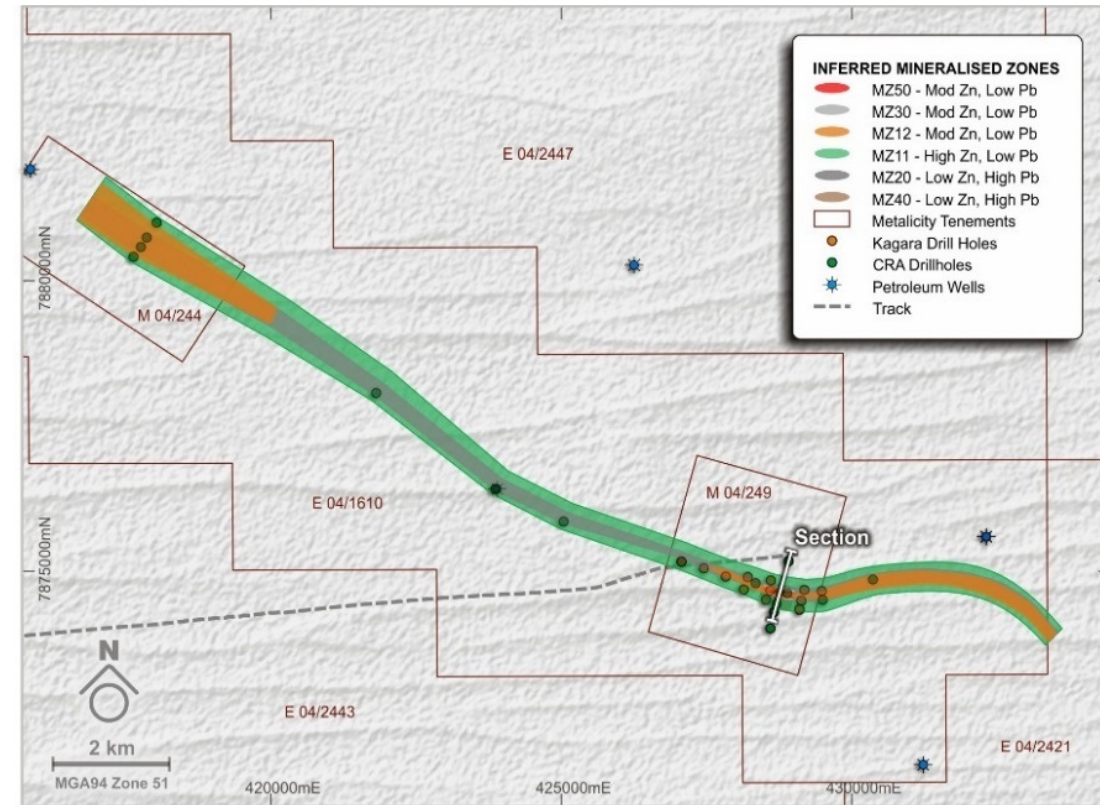 INFERRED MINERALISED ZONES
MZ50 - Mod Zn, Low Pb
MZ30 - Mod Zn, Low Pb
MZ12 - Mod Zn, Low Pb
MZ11 - High Zn, Low Pb
MZ20 - Low Zn, High Pb
MZ40 - Low Zn, High Pb
Metalicity Tenements
Kagara Drill Holes
CRA Drillholes
Petroleum Wells
Track
E 04/2447
7880000mN
M 04/244
E 04/1610
M 04/249
Section
7875000mN
N
E 04/2443
E 04/2421
2 km
MGA94 Zone 51
420000mE
425000mE
430000mE